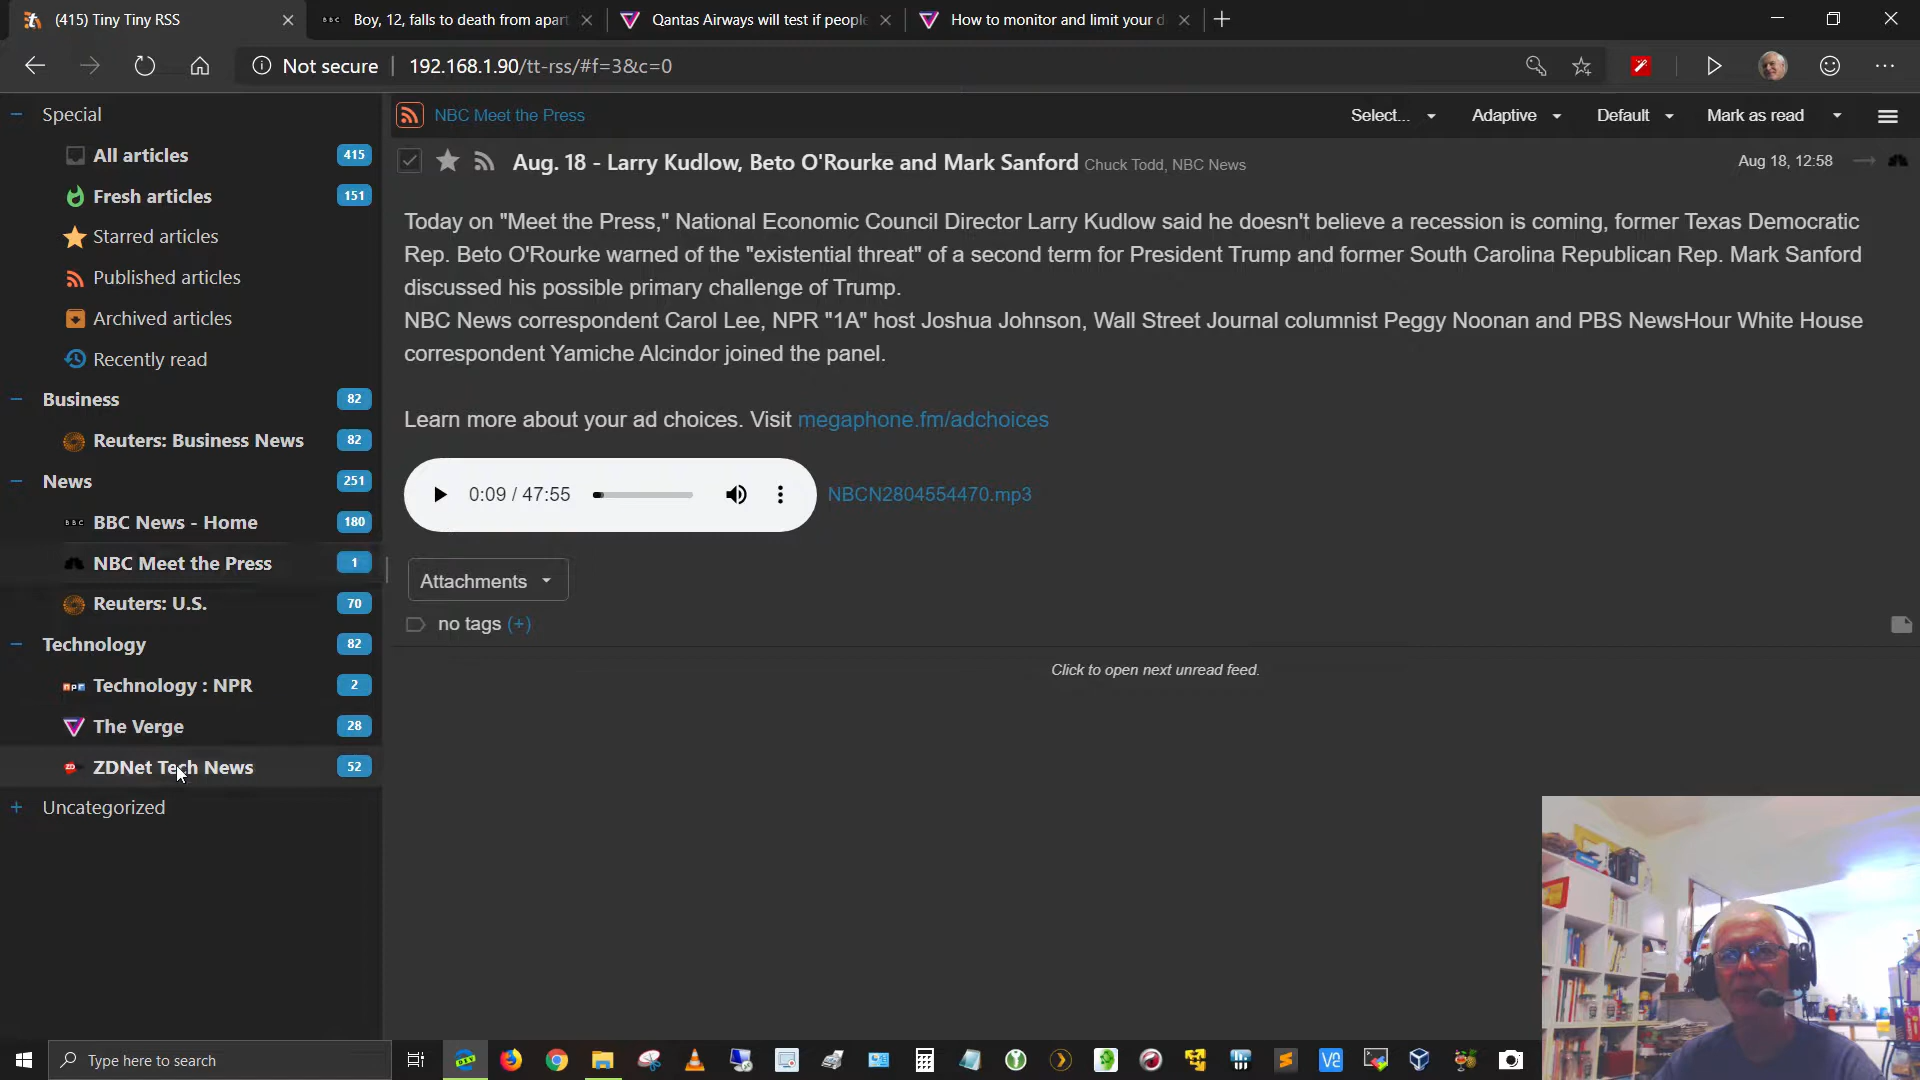 (415) Tiny Tiny RSS
BBC Boy, 12, falls to death from apart
Qantas Airways will test if people
How to monitor and limit your d
Not secure 192.168.1.90/tt-rss/#f=3&c=0
Special
All articles 415
Fresh articles 151
Starred articles
Published articles
Archived articles
Recently read
Business 82
Reuters: Business News 82
News 251
BBC BBC News - Home 180
NBC Meet the Press 1
Reuters: U.S. 70
Technology 82
npr Technology : NPR 2
The Verge 28
ZD ZDNet Tech News 52
Uncategorized
NBC Meet the Press Select... Adaptive Default Mark as read
Aug. 18 - Larry Kudlow, Beto O'Rourke and Mark Sanford Chuck Todd, NBC News Aug 18, 12:58
Today on "Meet the Press," National Economic Council Director Larry Kudlow said he doesn't believe a recession is coming, former Texas Democratic
Rep. Beto O'Rourke warned of the "existential threat" of a second term for President Trump and former South Carolina Republican Rep. Mark Sanford
discussed his possible primary challenge of Trump.
NBC News correspondent Carol Lee, NPR "1A" host Joshua Johnson, Wall Street Journal columnist Peggy Noonan and PBS NewsHour White House
correspondent Yamiche Alcindor joined the panel.
Learn more about your ad choices. Visit megaphone.fm/adchoices
0:09 / 47:55 NBCN2804554470.mp3
Attachments
no tags (+)
Click to open next unread feed.
Type here to search